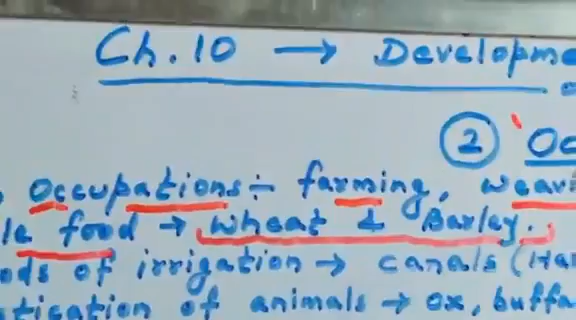 Ch.10 → Developme
② 'Oc
Occupations:- farming, weavi
le food → wheat & Barley.
ods of irrigation → canals (Ha
tication of animals → ox, buffa